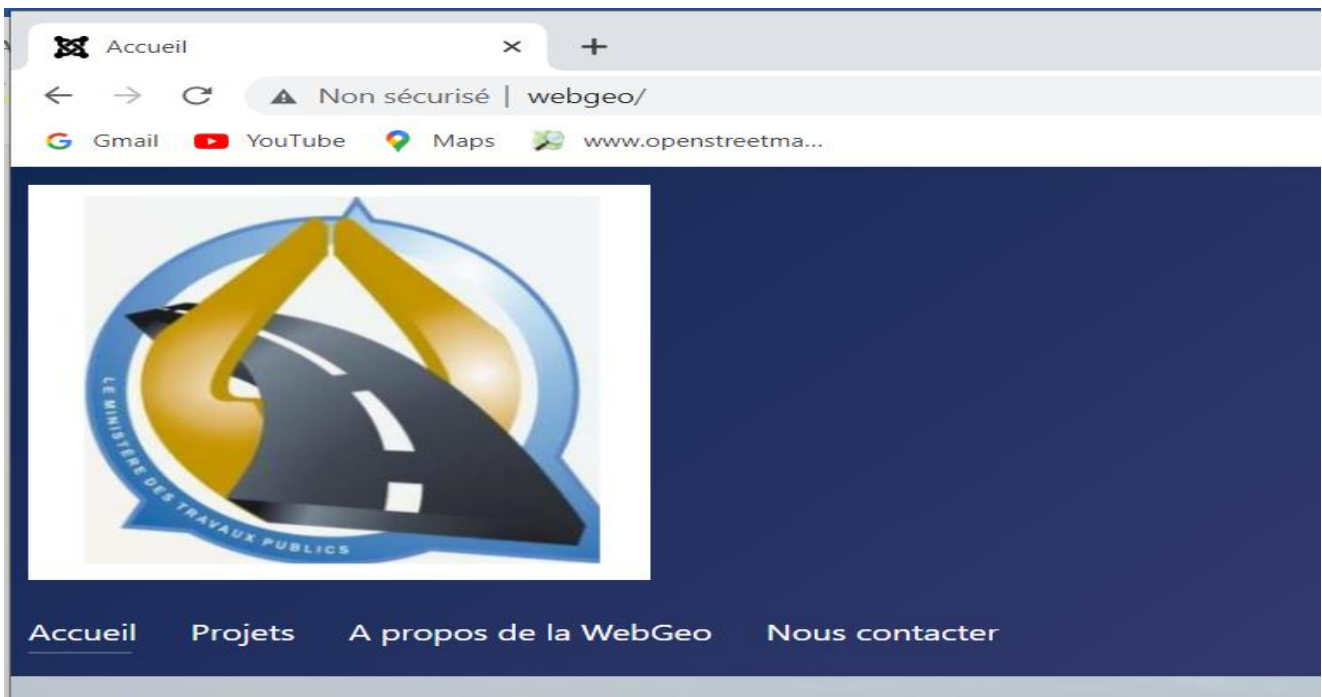 Accueil
Non sécurisé | webgeo/
Gmail YouTube Maps www.openstreetma...
LE MINISTÈRE DES TRAVAUX PUBLICS
Accueil Projets A propos de la WebGeo Nous contacter